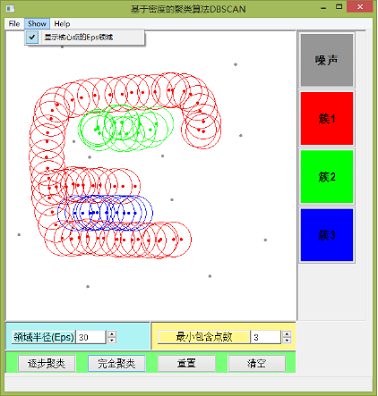 基于密度的聚类算法DBSCAN
File Show Help
显示核心点的Eps领域
噪声
簇1
簇2
簇3
领域半径(Eps) 30
最小包含点数 3
逐步聚类 完全聚类 重置 清空